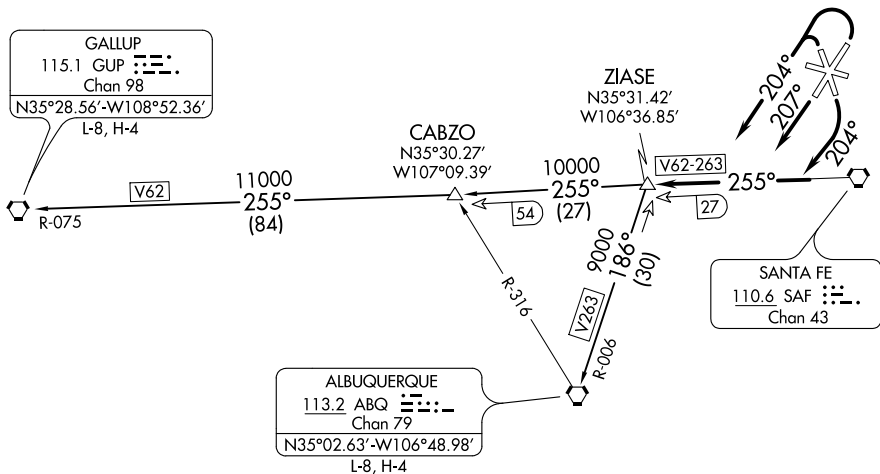 GALLUP
115.1 GUP
Chan 98
N35°28.56’-W108°52.36’
L-8, H-4
ZIASE
N35°31.42’
W106°36.85’
204°
207°
204°
CABZO
N35°30.27’
W107°09.39’
V62
11000
255°
(84)
R-075
10000
255°
(27)
54
V62-263
255°
27
9000
186°
(30)
V263
R-006
R-316
SANTA FE
110.6 SAF
Chan 43
ALBUQUERQUE
113.2 ABQ
Chan 79
N35°02.63’-W106°48.98’
L-8, H-4